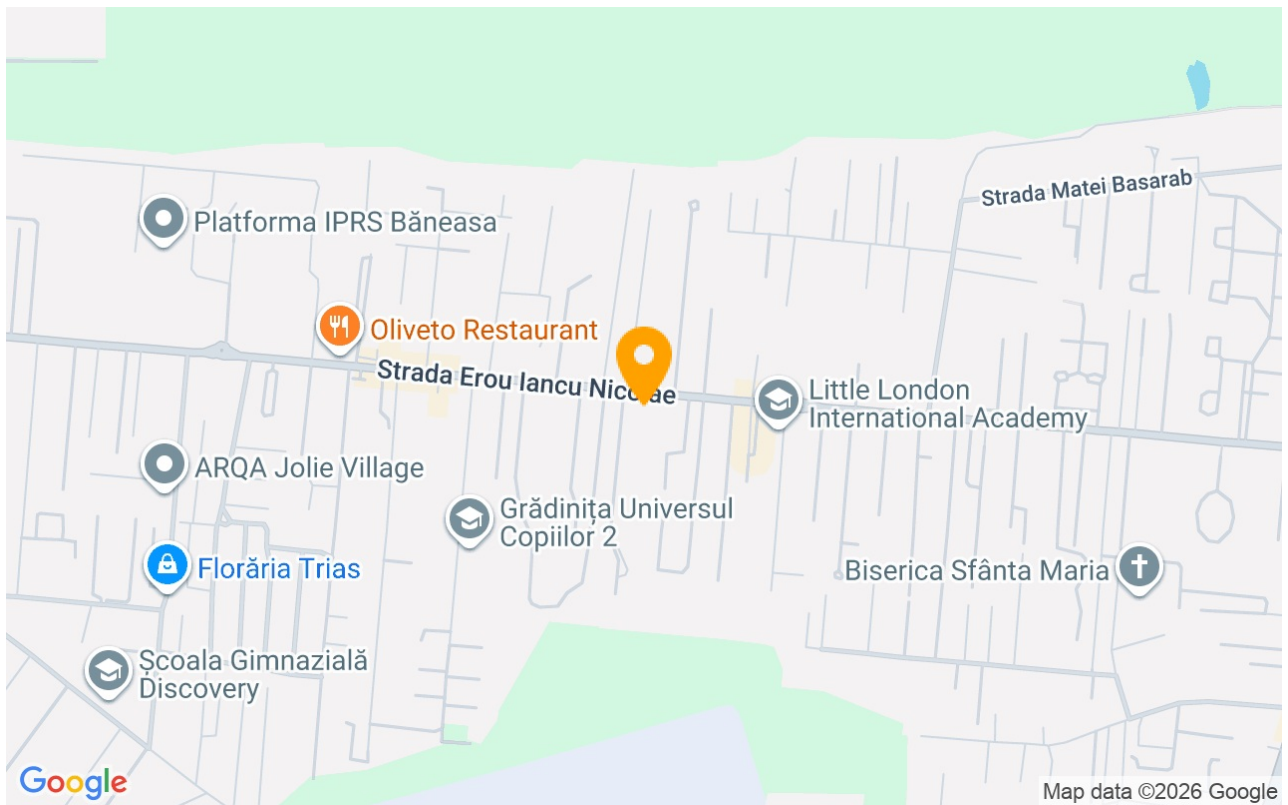 Strada Matei Basarab
Platforma IPRS Băneasa
Oliveto Restaurant
Strada Erou Iancu Nicolae
Little London
International Academy
ARQA Jolie Village
Grădinița Universul
Copiilor 2
Florăria Trias
Biserica Sfânta Maria
Școala Gimnazială
Discovery
Google
Map data ©2026 Google